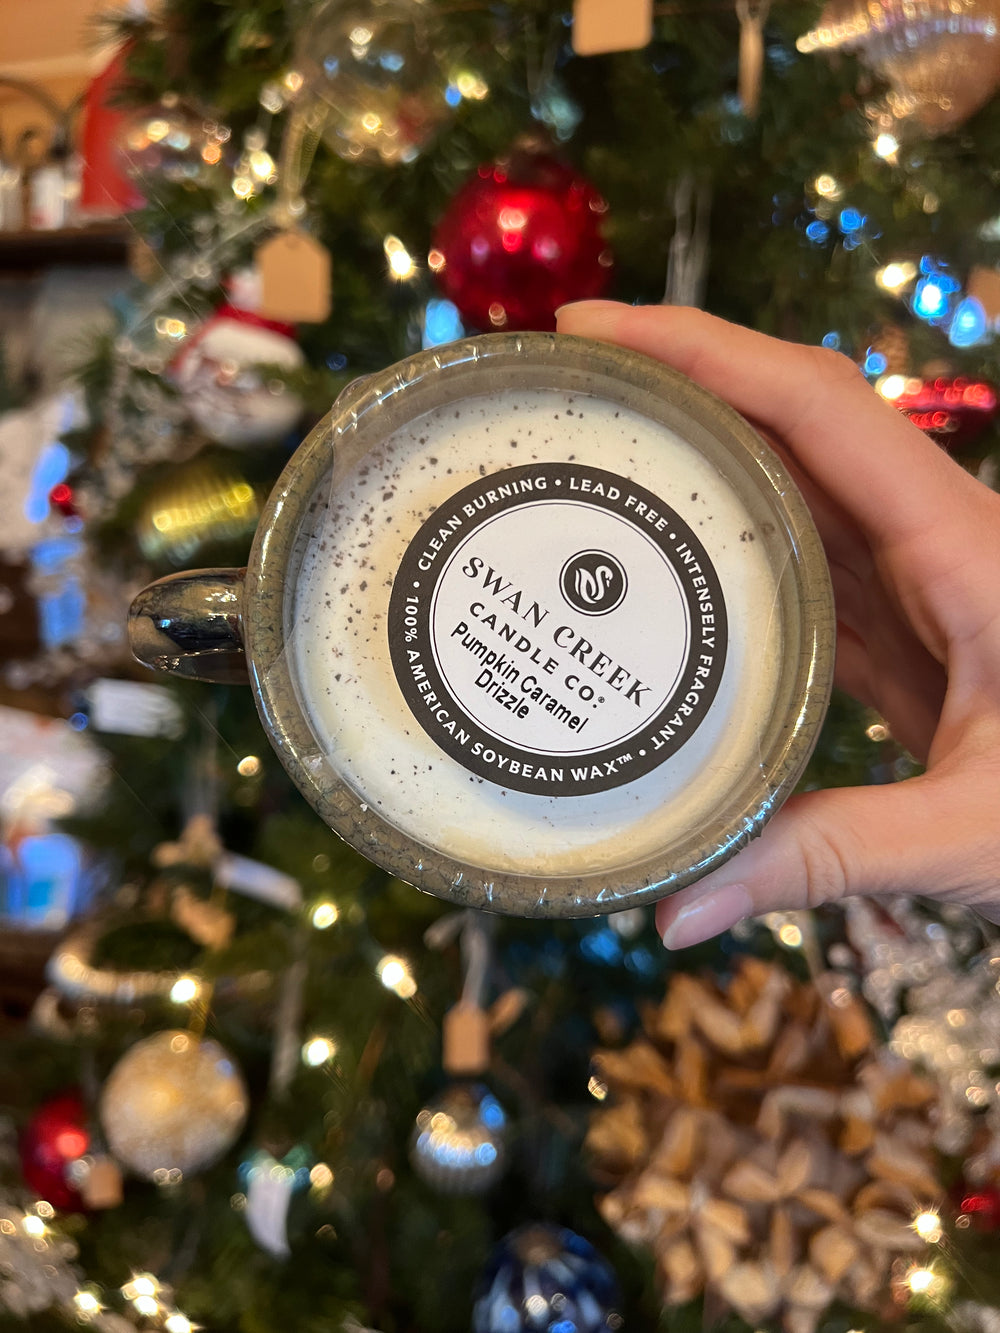 • CLEAN BURNING • LEAD FREE • INTENSELY FRAGRANT • 100% AMERICAN SOYBEAN WAX™
SWAN CREEK
CANDLE CO.®
Pumpkin Caramel
Drizzle